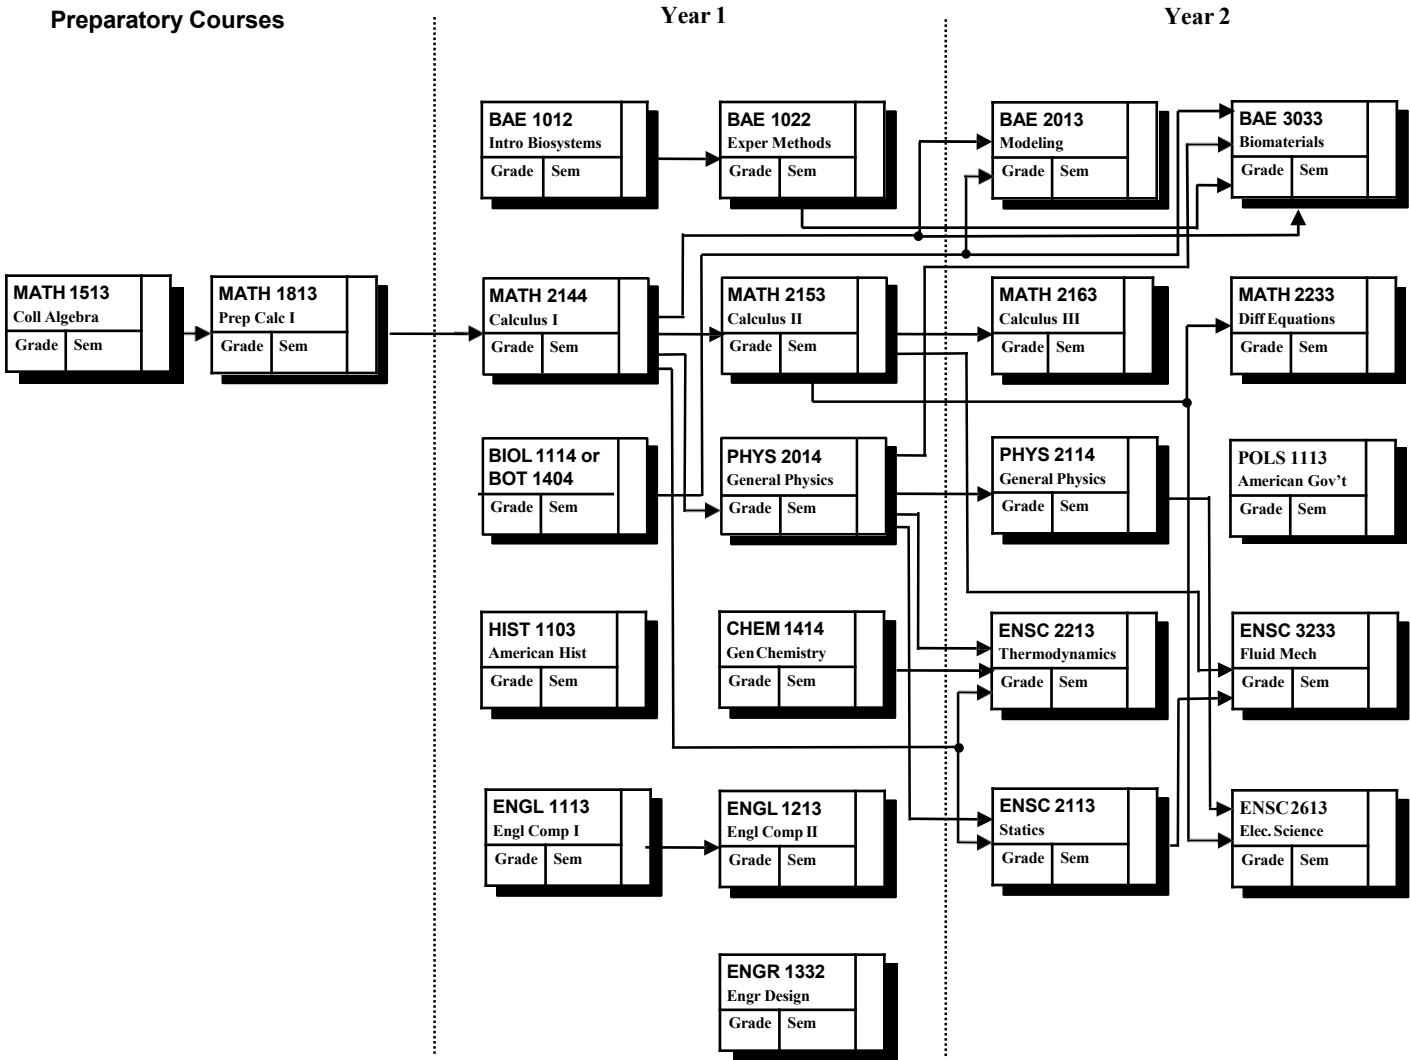 Preparatory Courses
Year 1
Year 2
BAE 1012
Intro Biosystems
Grade Sem
BAE 1022
Exper Methods
Grade Sem
BAE 2013
Modeling
Grade Sem
BAE 3033
Biomaterials
Grade Sem
MATH 1513
Coll Algebra
Grade Sem
MATH 1813
Prep Calc I
Grade Sem
MATH 2144
Calculus I
Grade Sem
MATH 2153
Calculus II
Grade Sem
MATH 2163
Calculus III
Grade Sem
MATH 2233
Diff Equations
Grade Sem
BIOL 1114 or
BOT 1404
Grade Sem
PHYS 2014
General Physics
Grade Sem
PHYS 2114
General Physics
Grade Sem
POLS 1113
American Gov't
Grade Sem
HIST 1103
American Hist
Grade Sem
CHEM 1414
Gen Chemistry
Grade Sem
ENSC 2213
Thermodynamics
Grade Sem
ENSC 3233
Fluid Mech
Grade Sem
ENGL 1113
Engl Comp I
Grade Sem
ENGL 1213
Engl Comp II
Grade Sem
ENSC 2113
Statics
Grade Sem
ENSC2613
Elec. Science
Grade Sem
ENGR 1332
Engr Design
Grade Sem